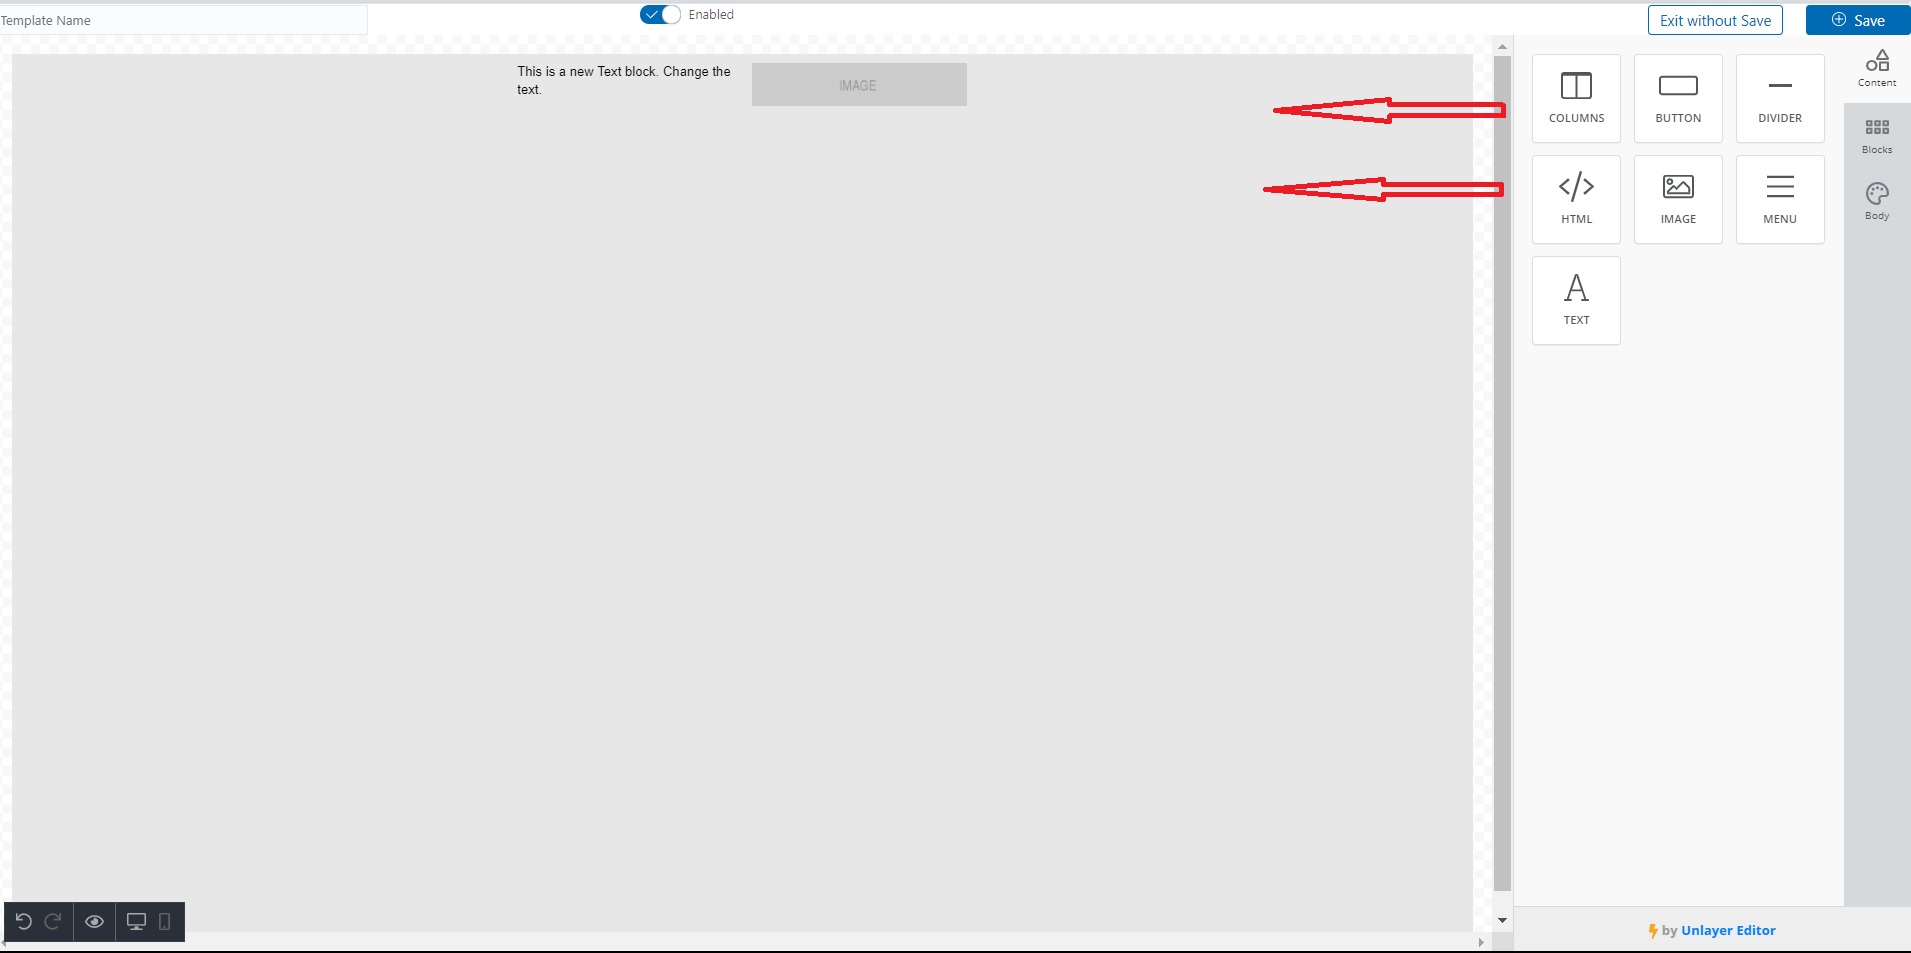 Template Name
Enabled
Exit without Save
Save
This is a new Text block. Change the
text.
IMAGE
COLUMNS
BUTTON
DIVIDER
HTML
IMAGE
MENU
TEXT
Content
Blocks
Body
by Unlayer Editor